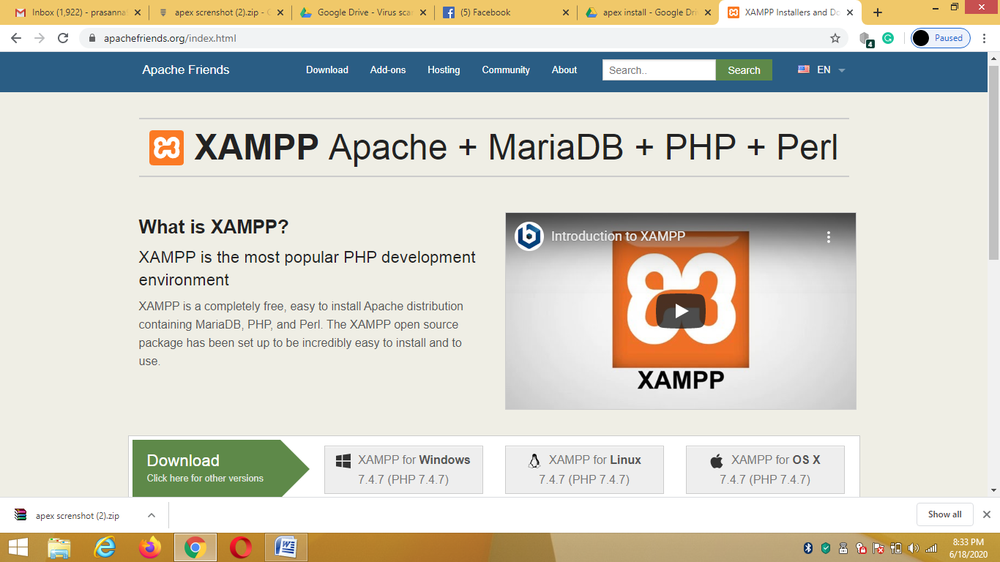 Inbox (1,922) - prasanna
apex screnshot (2).zip - G
Google Drive - Virus scan
(5) Facebook
apex install - Google Dri
XAMPP Installers and Do
apachefriends.org/index.html
4
Paused
Apache Friends
Download
Add-ons
Hosting
Community
About
Search..
Search
EN
XAMPP Apache + MariaDB + PHP + Perl
What is XAMPP?
XAMPP is the most popular PHP development
environment
XAMPP is a completely free, easy to install Apache distribution
containing MariaDB, PHP, and Perl. The XAMPP open source
package has been set up to be incredibly easy to install and to
use.
Introduction to XAMPP
XAMPP
Download
Click here for other versions
XAMPP for Windows
7.4.7 (PHP 7.4.7)
XAMPP for Linux
7.4.7 (PHP 7.4.7)
XAMPP for OS X
7.4.7 (PHP 7.4.7)
apex screnshot (2).zip
Show all
8:33 PM
6/18/2020